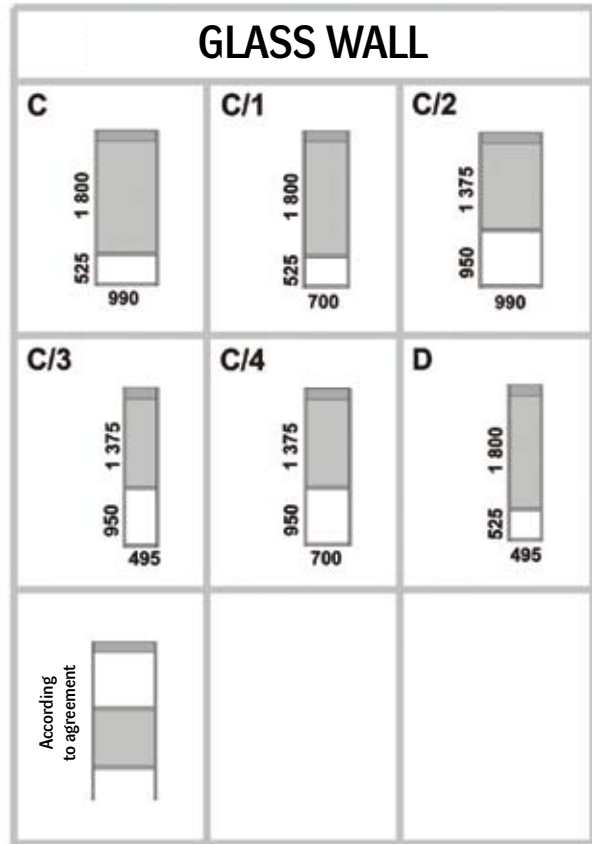 GLASS WALL
C
1 800
525
990
C/1
1 800
525
700
C/2
1 375
950
990
C/3
1 375
950
495
C/4
1 375
950
700
D
1 800
525
495
According
to agreement